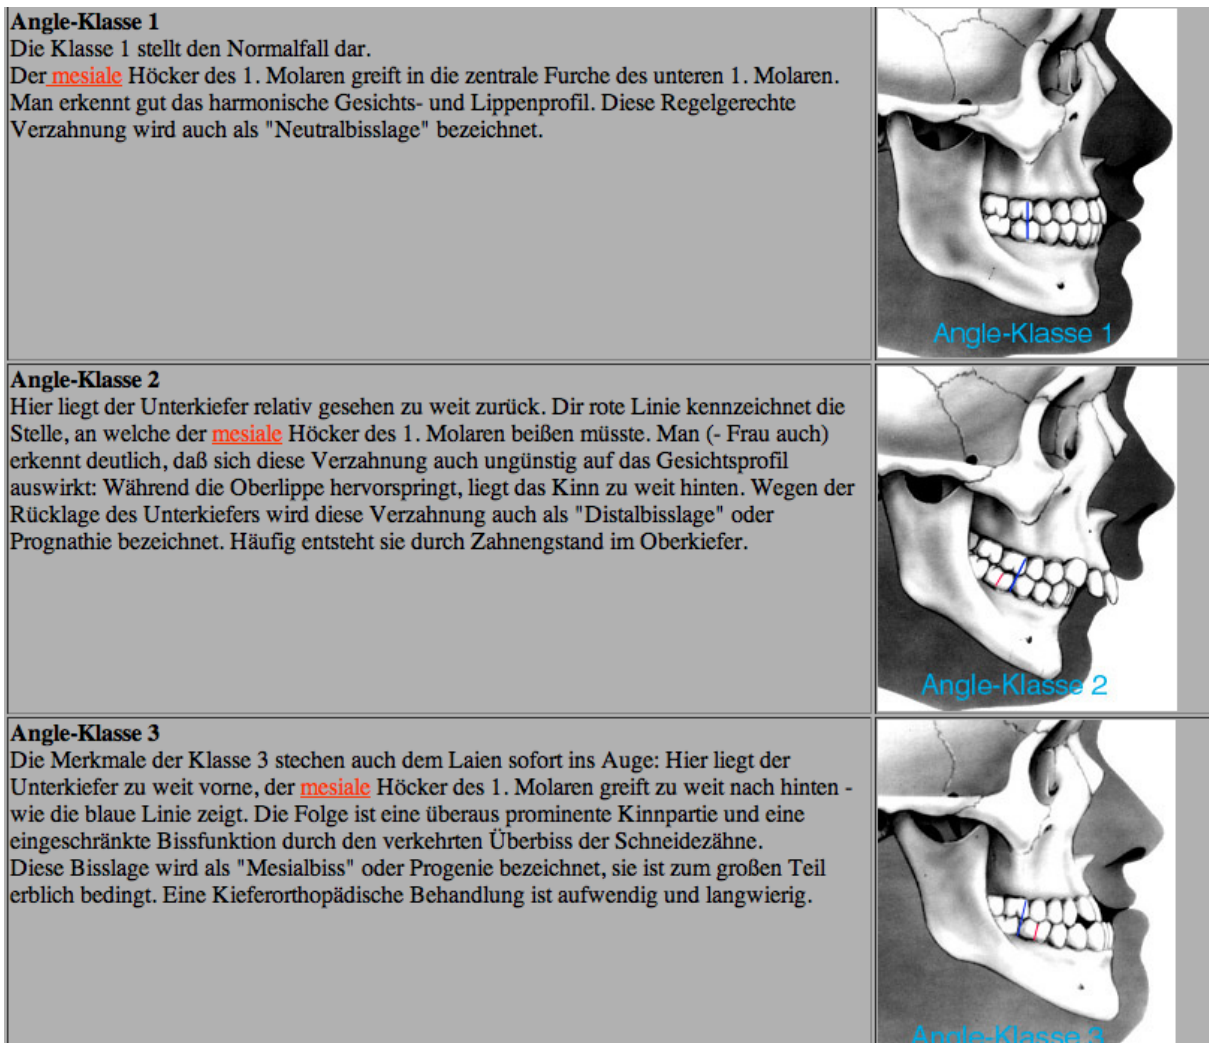 Angle-Klasse 1
Die Klasse 1 stellt den Normalfall dar.
Der mesiale Höcker des 1. Molaren greift in die zentrale Furche des unteren 1. Molaren.
Man erkennt gut das harmonische Gesichts- und Lippenprofil. Diese Regelgerechte
Verzahnung wird auch als "Neutralbisslage" bezeichnet.
Angle-Klasse 1
Angle-Klasse 2
Hier liegt der Unterkiefer relativ gesehen zu weit zurück. Dir rote Linie kennzeichnet die
Stelle, an welche der mesiale Höcker des 1. Molaren beißen müsste. Man (- Frau auch)
erkennt deutlich, daß sich diese Verzahnung auch ungünstig auf das Gesichtsprofil
auswirkt: Während die Oberlippe hervorspringt, liegt das Kinn zu weit hinten. Wegen der
Rücklage des Unterkiefers wird diese Verzahnung auch als "Distalbisslage" oder
Prognathie bezeichnet. Häufig entsteht sie durch Zahnengstand im Oberkiefer.
Angle-Klasse 2
Angle-Klasse 3
Die Merkmale der Klasse 3 stechen auch dem Laien sofort ins Auge: Hier liegt der
Unterkiefer zu weit vorne, der mesiale Höcker des 1. Molaren greift zu weit nach hinten -
wie die blaue Linie zeigt. Die Folge ist eine überaus prominente Kinnpartie und eine
eingeschränkte Bissfunktion durch den verkehrten Überbiss der Schneidezähne.
Diese Bisslage wird als "Mesialbiss" oder Progenie bezeichnet, sie ist zum großen Teil
erblich bedingt. Eine Kieferorthopädische Behandlung ist aufwendig und langwierig.
Angle-Klasse 3